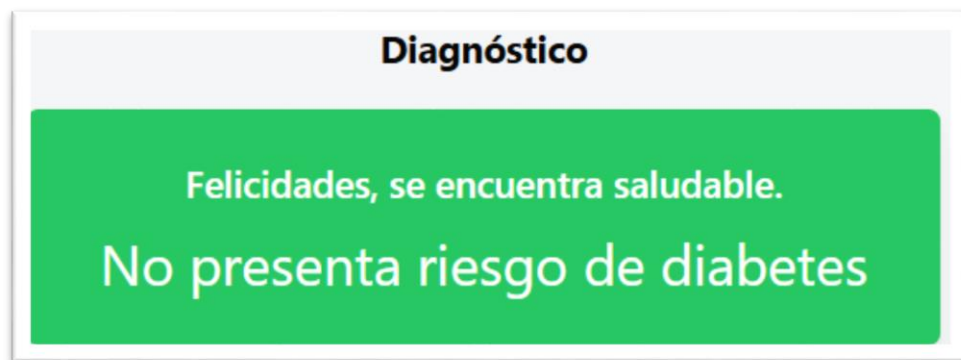 Diagnóstico
Felicidades, se encuentra saludable.
No presenta riesgo de diabetes